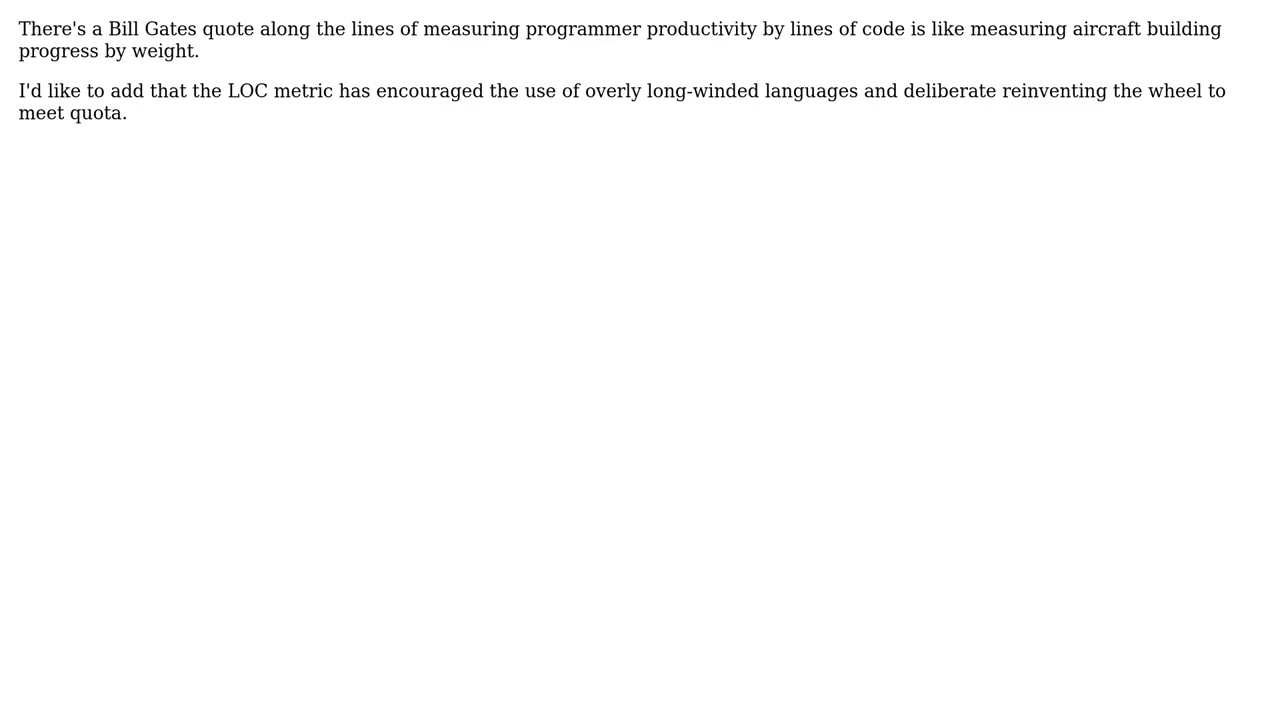 There's a Bill Gates quote along the lines of measuring programmer productivity by lines of code is like measuring aircraft building
progress by weight.
I'd like to add that the LOC metric has encouraged the use of overly long-winded languages and deliberate reinventing the wheel to
meet quota.